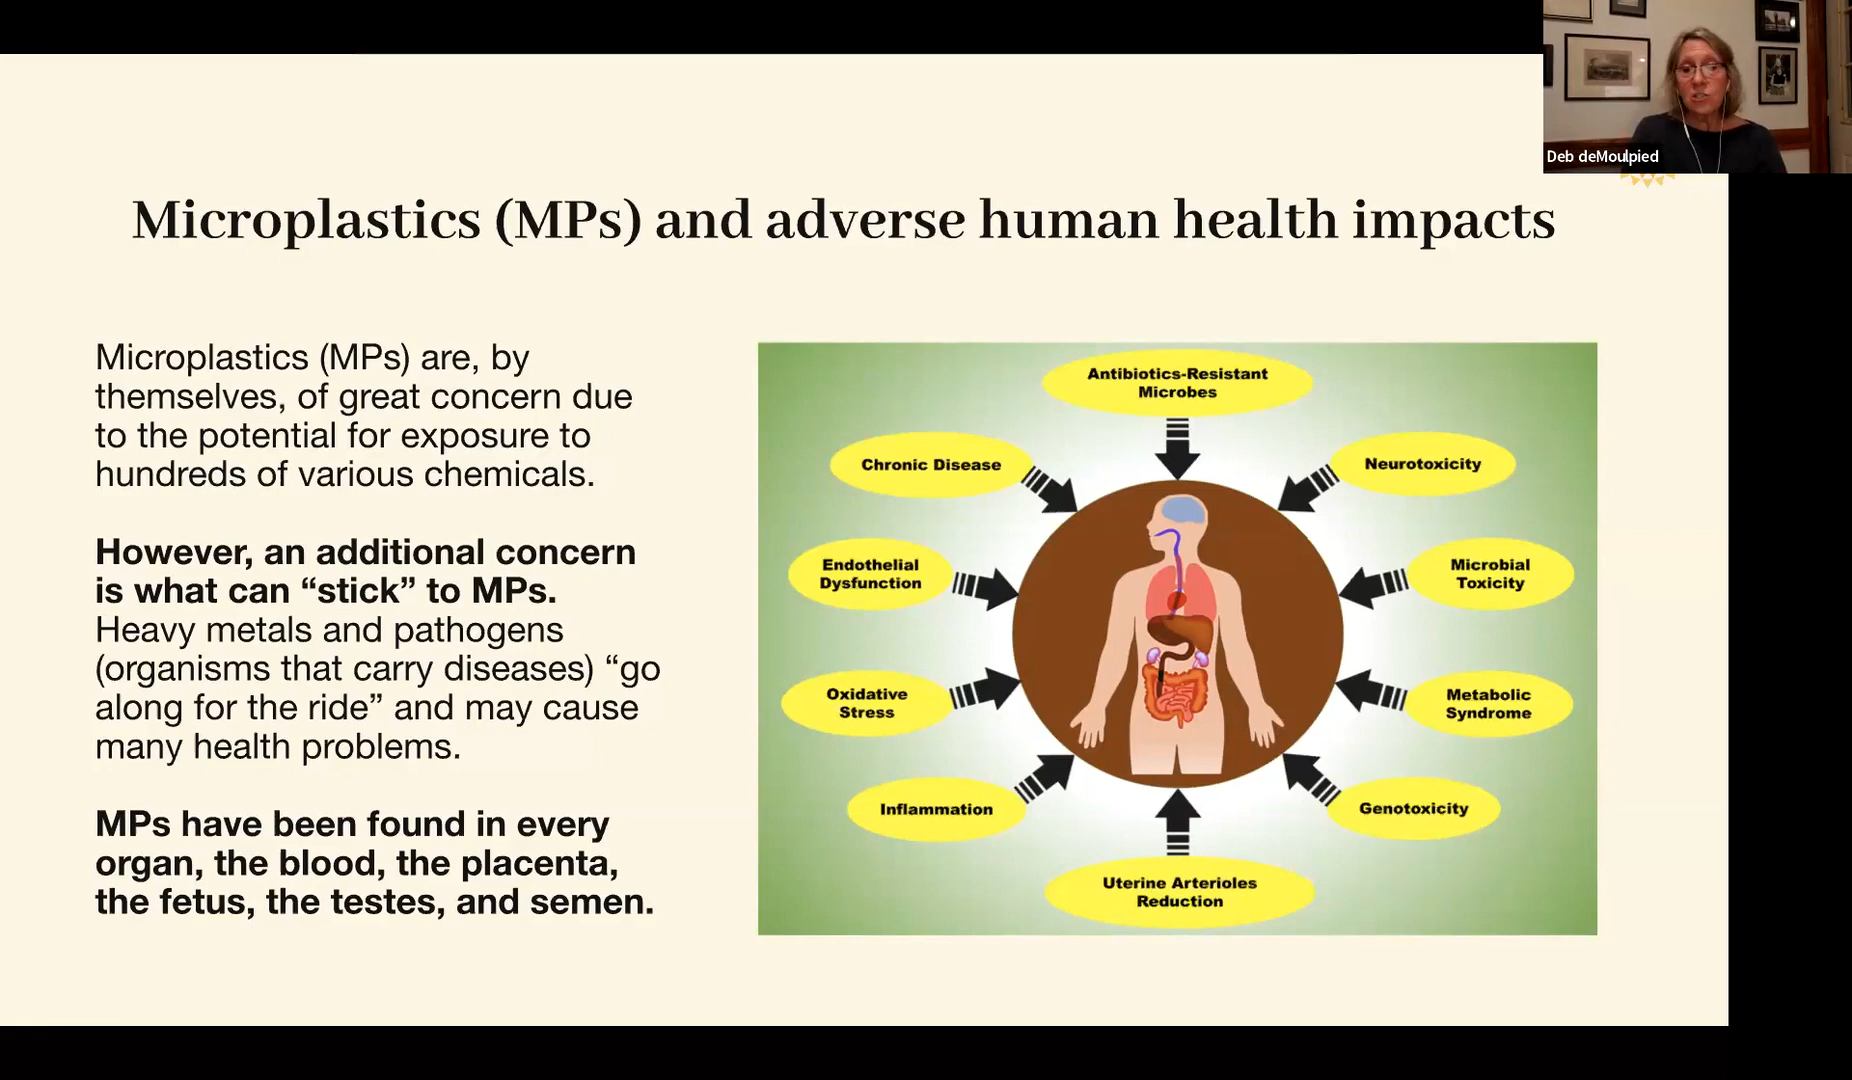 Deb deMoulpied
Microplastics (MPs) and adverse human health impacts
Microplastics (MPs) are, by
themselves, of great concern due
to the potential for exposure to
hundreds of various chemicals.
However, an additional concern
is what can “stick” to MPs.
Heavy metals and pathogens
(organisms that carry diseases) “go
along for the ride” and may cause
many health problems.
MPs have been found in every
organ, the blood, the placenta,
the fetus, the testes, and semen.
Antibiotics-Resistant
Microbes
Chronic Disease
Neurotoxicity
Endothelial
Dysfunction
Microbial
Toxicity
Oxidative
Stress
Metabolic
Syndrome
Inflammation
Genotoxicity
Uterine Arterioles
Reduction